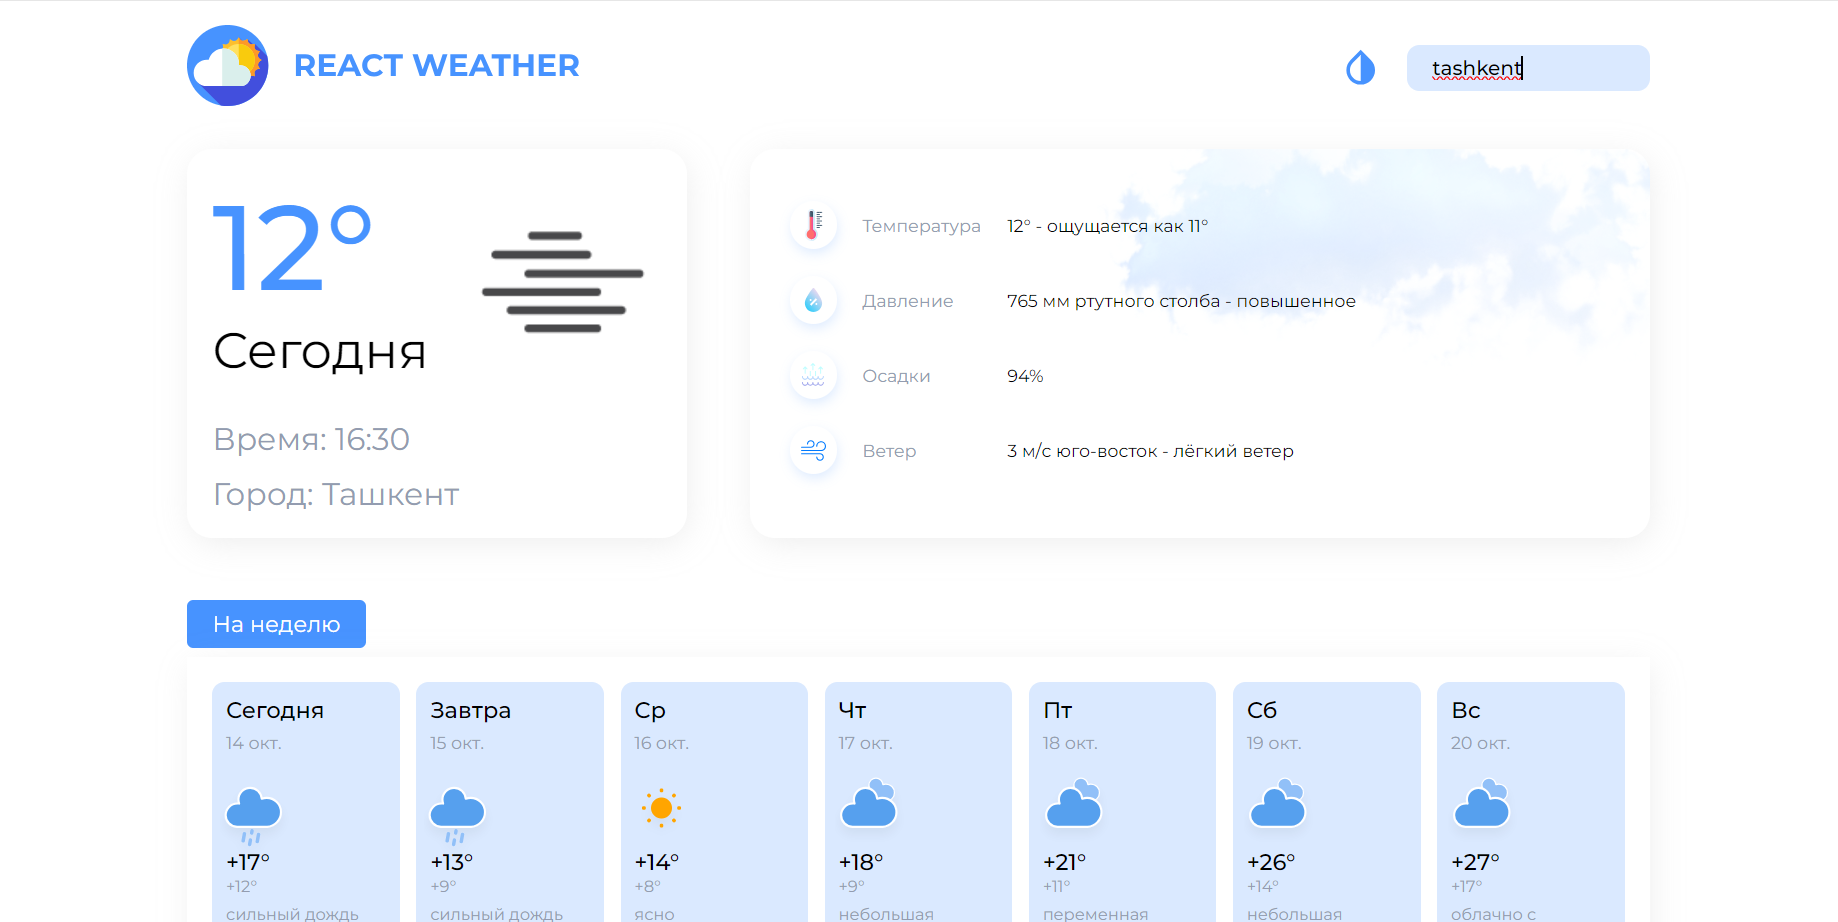 REACT WEATHER
tashkent
12°
Сегодня
Время: 16:30
Город: Ташкент
Температура 12° - ощущается как 11°
Давление 765 мм ртутного столба - повышенное
Осадки 94%
Ветер 3 м/с юго-восток - лёгкий ветер
На неделю
Сегодня
14 окт.
+17°
+12°
сильный дождь
Завтра
15 окт.
+13°
+9°
сильный дождь
Ср
16 окт.
+14°
+8°
ясно
Чт
17 окт.
+18°
+9°
небольшая
Пт
18 окт.
+21°
+11°
переменная
Сб
19 окт.
+26°
+14°
небольшая
Вс
20 окт.
+27°
+17°
облачно с